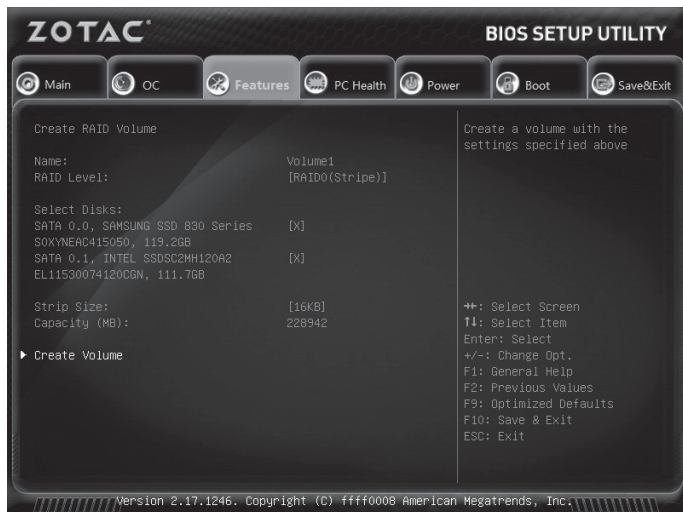 ZOTAC
BIOS SETUP UTILITY
Main
OC
Features
PC Health
Power
Boot
Save&Exit
Create RAID Volume
Name: Volume1
RAID Level: [RAID0(Stripe)]
Select Disks:
SATA 0.0, SAMSUNG SSD 830 Series [X]
S0XYNEAC415050, 119.2GB
SATA 0.1, INTEL SSDSC2MH120A2 [X]
EL11530074120CGN, 111.7GB
Strip Size: [16KB]
Capacity (MB): 228942
Create Volume
Create a volume with the
settings specified above
→←: Select Screen
↑↓: Select Item
Enter: Select
+/-: Change Opt.
F1: General Help
F2: Previous Values
F9: Optimized Defaults
F10: Save & Exit
ESC: Exit
Version 2.17.1246. Copyright (C) ffff0008 American Megatrends, Inc.